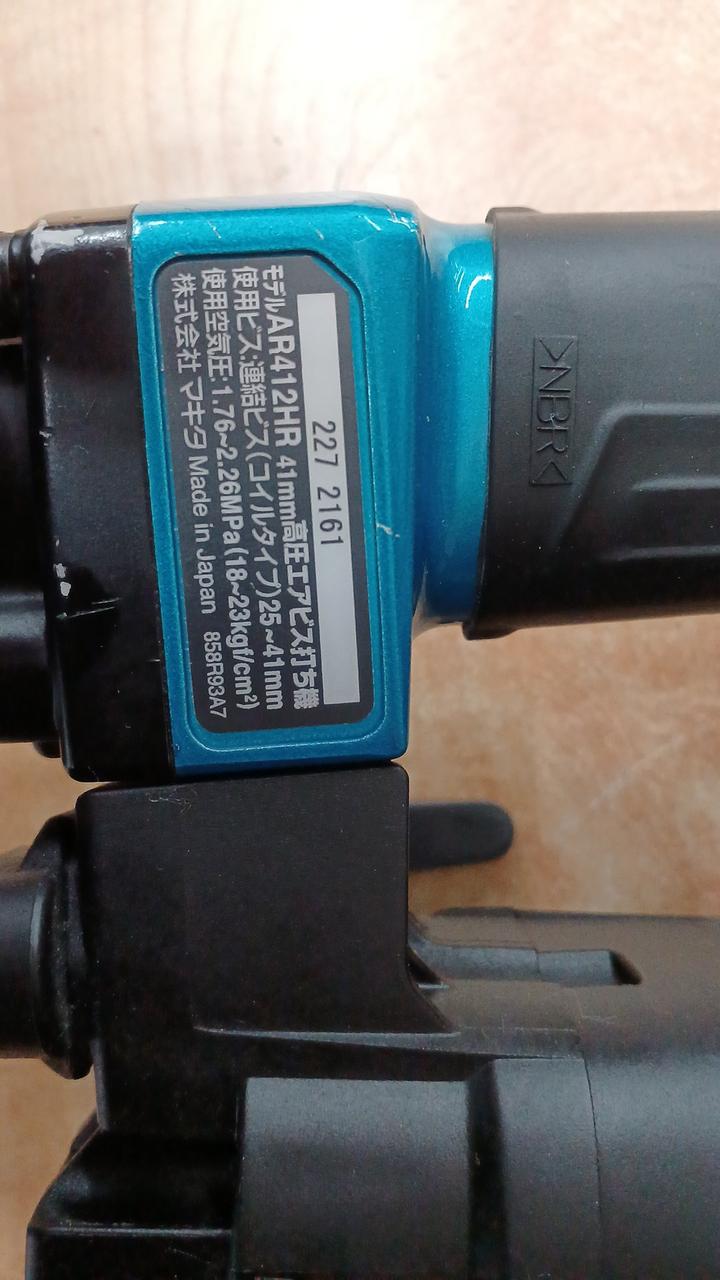 227 2161
モデルAR412HR 41mm高圧エアビス打ち機
使用ビス:連結ビス(コイルタイプ)25~41mm
使用空気圧:1.76~2.26MPa(18~23kgf/cm²)
株式会社 マキタ Made in Japan 858R93A7
>NBR<